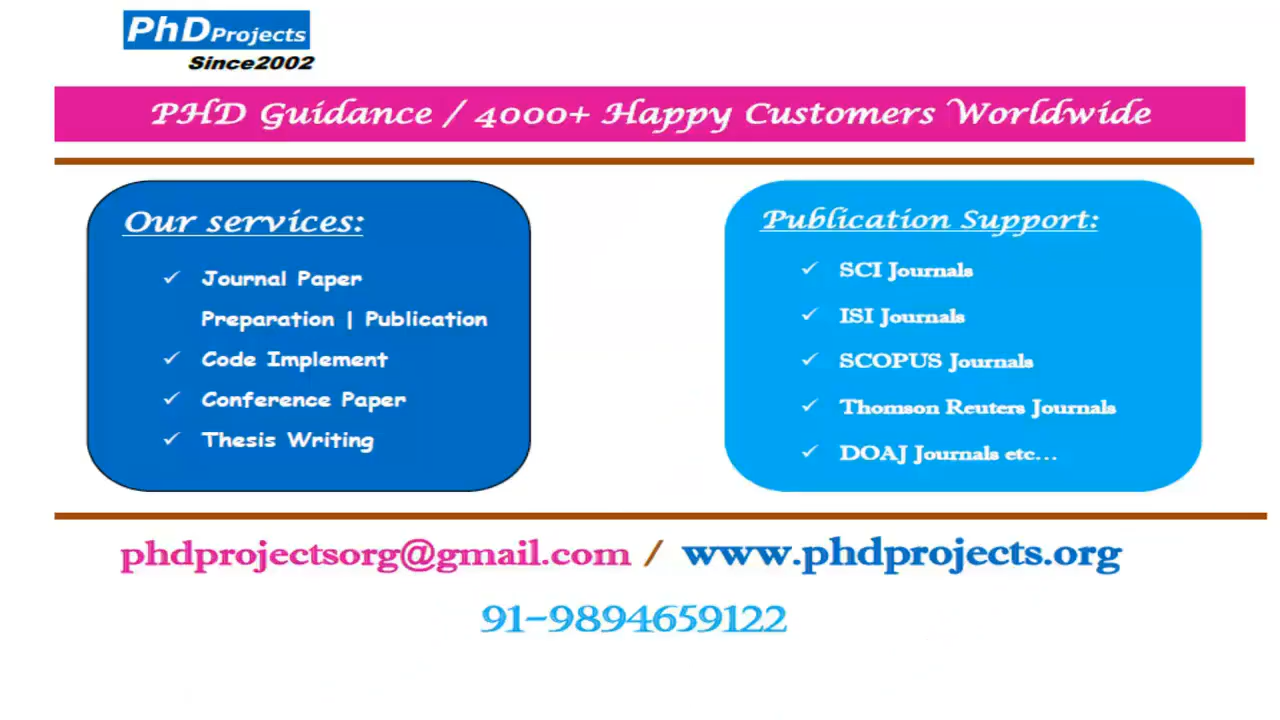 PhDProjects
Since2002
PHD Guidance / 4000+ Happy Customers Worldwide
Our services:
✓ Journal Paper
Preparation | Publication
✓ Code Implement
✓ Conference Paper
✓ Thesis Writing
Publication Support:
✓ SCI Journals
✓ ISI Journals
✓ SCOPUS Journals
✓ Thomson Reuters Journals
✓ DOAJ Journals etc...
phdprojectsorg@gmail.com / www.phdprojects.org
91-9894659122